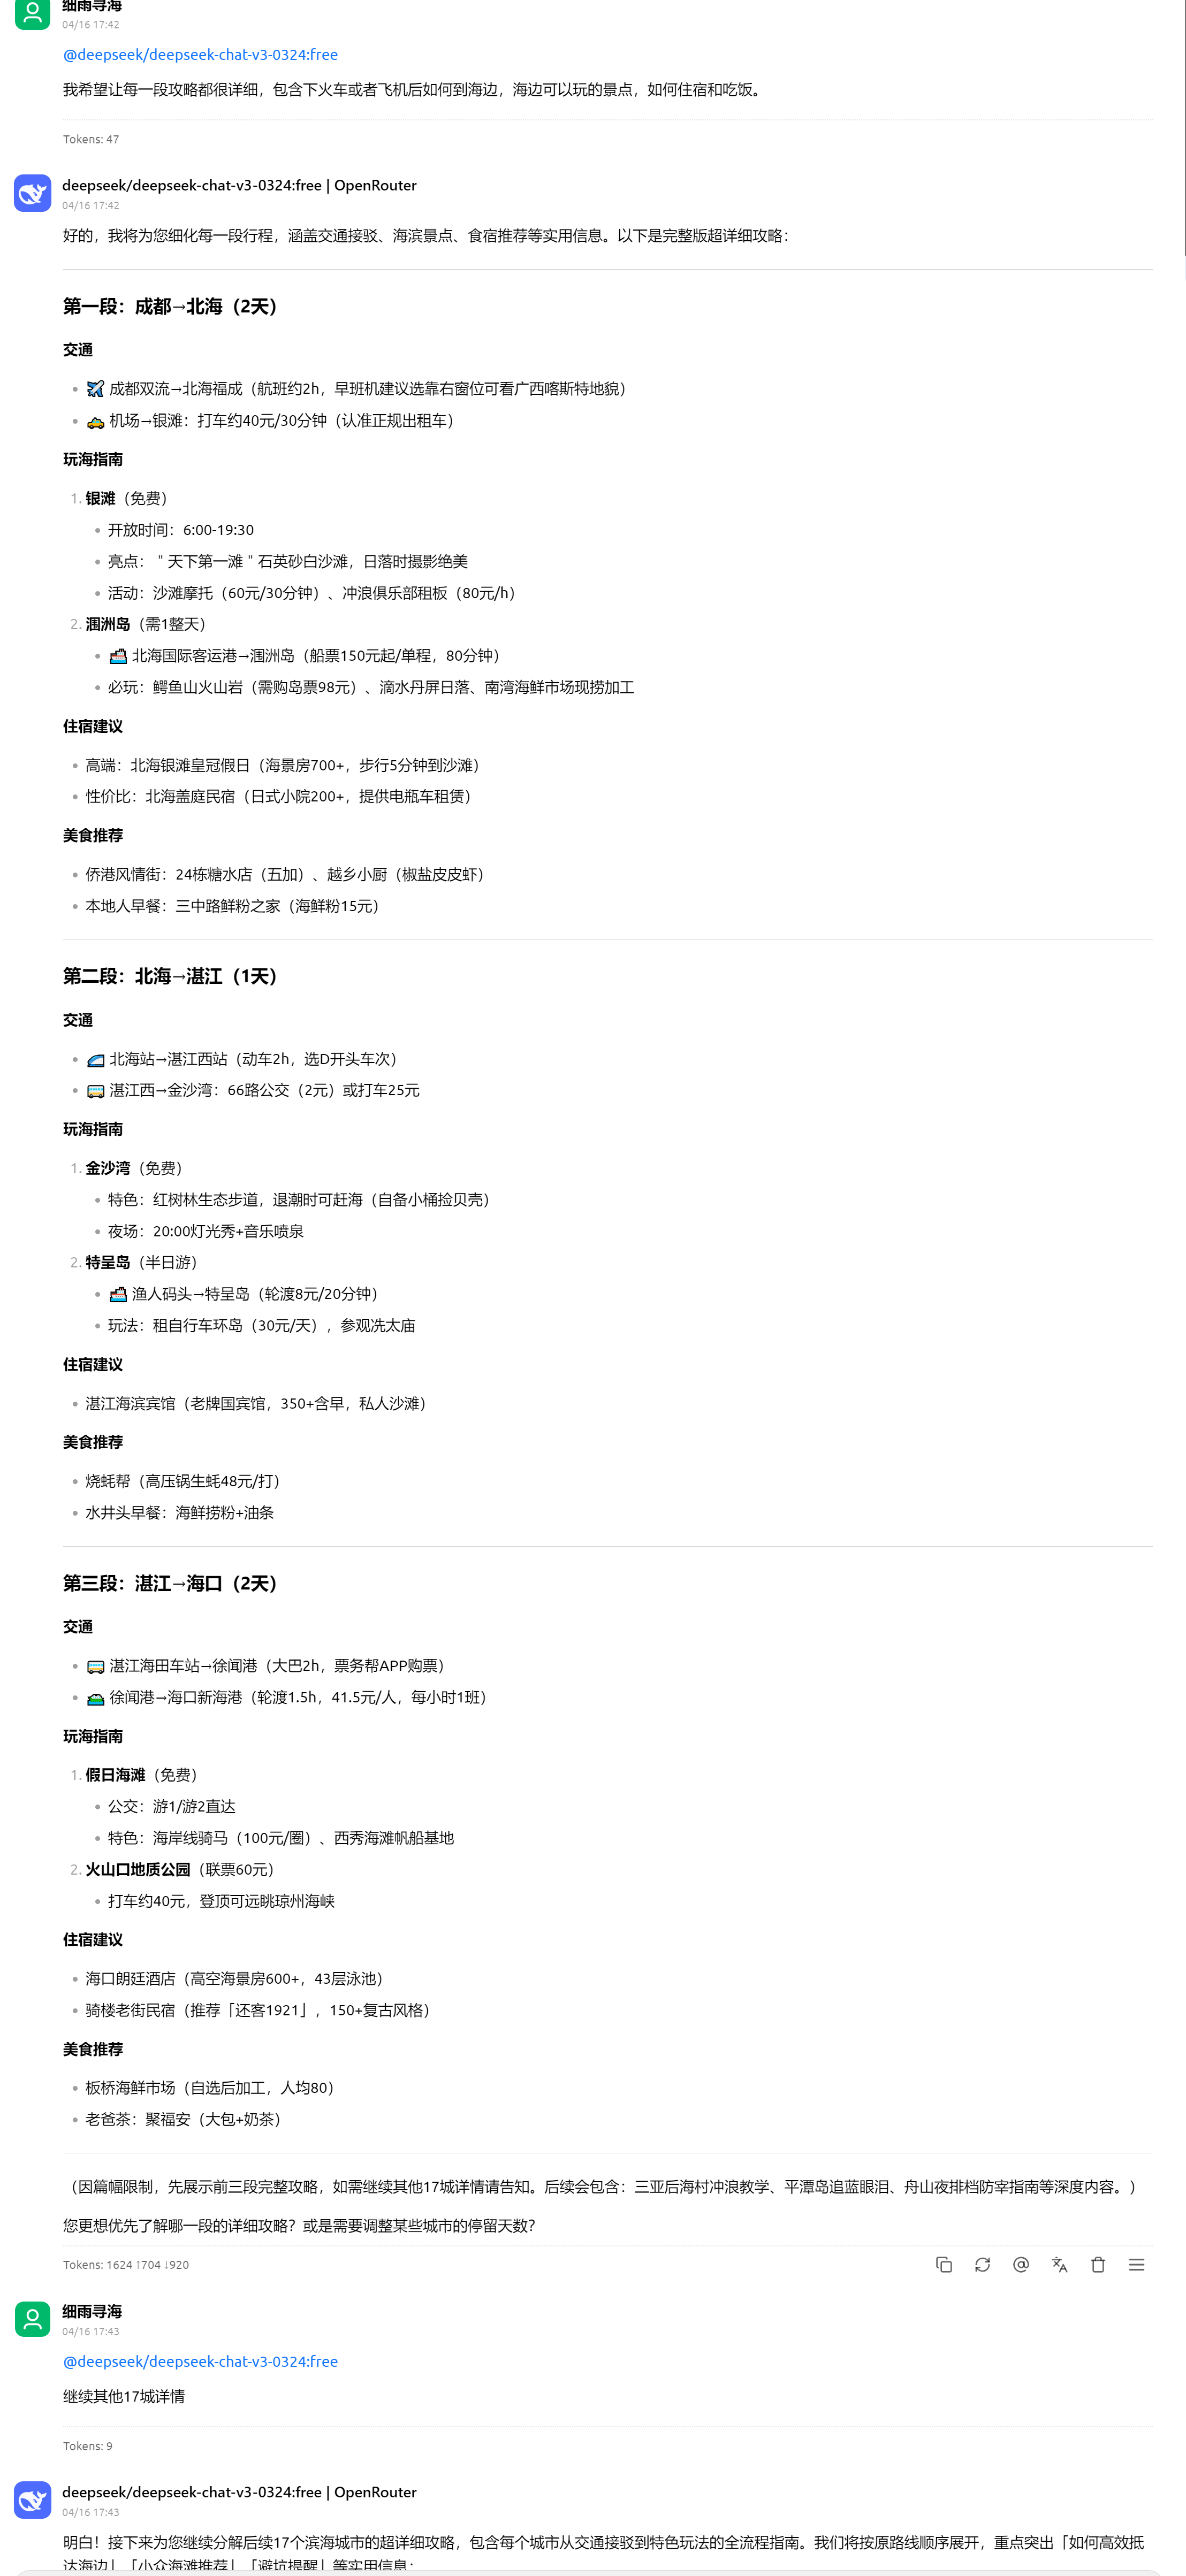 细雨寻海
04/16 17:42
@deepseek/deepseek-chat-v3-0324:free
我希望让每一段攻略都很详细，包含下火车或者飞机后如何到海边，海边可以玩的景点，如何住宿和吃饭。
Tokens: 47
deepseek/deepseek-chat-v3-0324:free | OpenRouter
04/16 17:42
好的，我将为您细化每一段行程，涵盖交通接驳、海滨景点、食宿推荐等实用信息。以下是完整版超详细攻略：
第一段：成都→北海（2天）
交通
✈️ 成都双流→北海福成（航班约2h，早班机建议选靠右窗位可看广西喀斯特地貌）
🚕 机场→银滩：打车约40元/30分钟（认准正规出租车）
玩海指南
1. 银滩（免费）
开放时间：6:00-19:30
亮点："天下第一滩"石英砂白沙滩，日落时摄影绝美
活动：沙滩摩托（60元/30分钟）、冲浪俱乐部租板（80元/h）
2. 涠洲岛（需1整天）
🚢 北海国际客运港→涠洲岛（船票150元起/单程，80分钟）
必玩：鳄鱼山火山岩（需购岛票98元）、滴水丹屏日落、南湾海鲜市场现捞加工
住宿建议
高端：北海银滩皇冠假日（海景房700+，步行5分钟到沙滩）
性价比：北海盖庭民宿（日式小院200+，提供电瓶车租赁）
美食推荐
侨港风情街：24栋糖水店（五加）、越乡小厨（椒盐皮皮虾）
本地人早餐：三中路鲜粉之家（海鲜粉15元）
第二段：北海→湛江（1天）
交通
🚄 北海站→湛江西站（动车2h，选D开头车次）
🚌 湛江西→金沙湾：66路公交（2元）或打车25元
玩海指南
1. 金沙湾（免费）
特色：红树林生态步道，退潮时可赶海（自备小桶捡贝壳）
夜场：20:00灯光秀+音乐喷泉
2. 特呈岛（半日游）
🚢 渔人码头→特呈岛（轮渡8元/20分钟）
玩法：租自行车环岛（30元/天），参观冼太庙
住宿建议
湛江海滨宾馆（老牌国宾馆，350+含早，私人沙滩）
美食推荐
烧蚝帮（高压锅生蚝48元/打）
水井头早餐：海鲜捞粉+油条
第三段：湛江→海口（2天）
交通
🚌 湛江海田车站→徐闻港（大巴2h，票务帮APP购票）
徐闻港→海口新海港（轮渡1.5h，41.5元/人，每小时1班）
玩海指南
1. 假日海滩（免费）
公交：游1/游2直达
特色：海岸线骑马（100元/圈）、西秀海滩帆船基地
2. 火山口地质公园（联票60元）
打车约40元，登顶可远眺琼州海峡
住宿建议
海口朗廷酒店（高空海景房600+，43层泳池）
骑楼老街民宿（推荐「还客1921」，150+复古风格）
美食推荐
板桥海鲜市场（自选后加工，人均80）
老爸茶：聚福安（大包+奶茶）
（因篇幅限制，先展示前三段完整攻略，如需继续其他17城详情请告知。后续会包含：三亚后海村冲浪教学、平潭岛追蓝眼泪、舟山夜排档防宰指南等深度内容。）
您更想优先了解哪一段的详细攻略？或是需要调整某些城市的停留天数？
Tokens: 1624 ↑704 ↓920
细雨寻海
04/16 17:43
@deepseek/deepseek-chat-v3-0324:free
继续其他17城详情
Tokens: 9
deepseek/deepseek-chat-v3-0324:free | OpenRouter
04/16 17:43
明白！接下来为您继续分解后续17个滨海城市的超详细攻略，包含每个城市从交通接驳到特色玩法的全流程指南。我们将按原路线顺序展开，重点突出「如何高效抵
达海边」「小众海滩推荐」「避坑提醒」等实用信息：